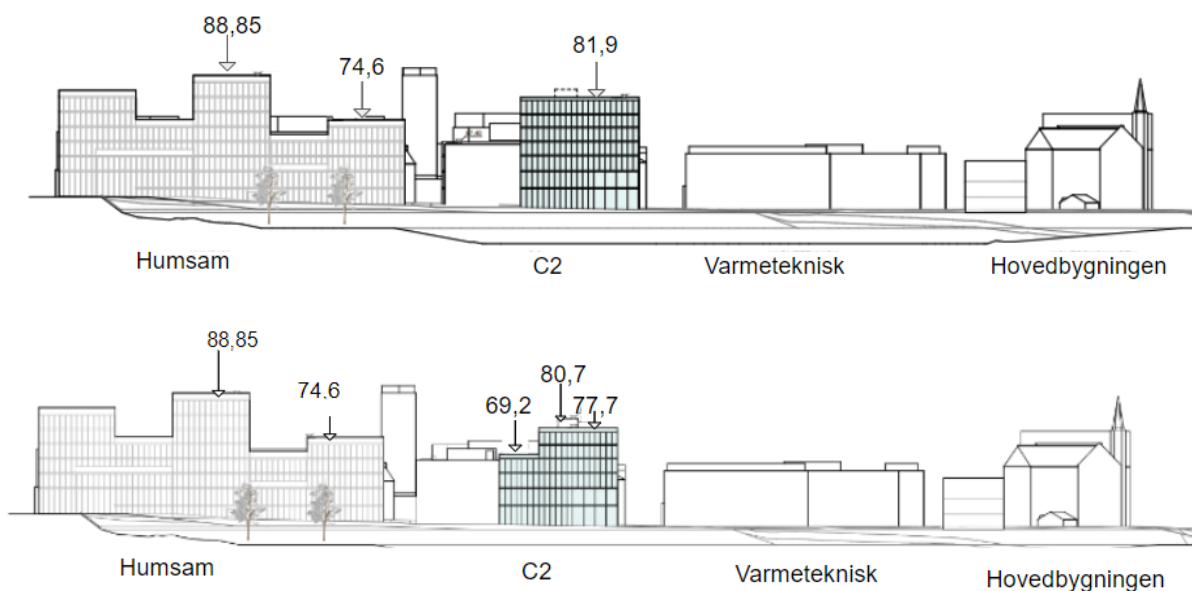 88,85
74,6
81,9
Humsam
C2
Varmeteknisk
Hovedbygningen
88,85
74.6
69,2
80,7
77,7
Humsam
C2
Varmeteknisk
Hovedbygningen